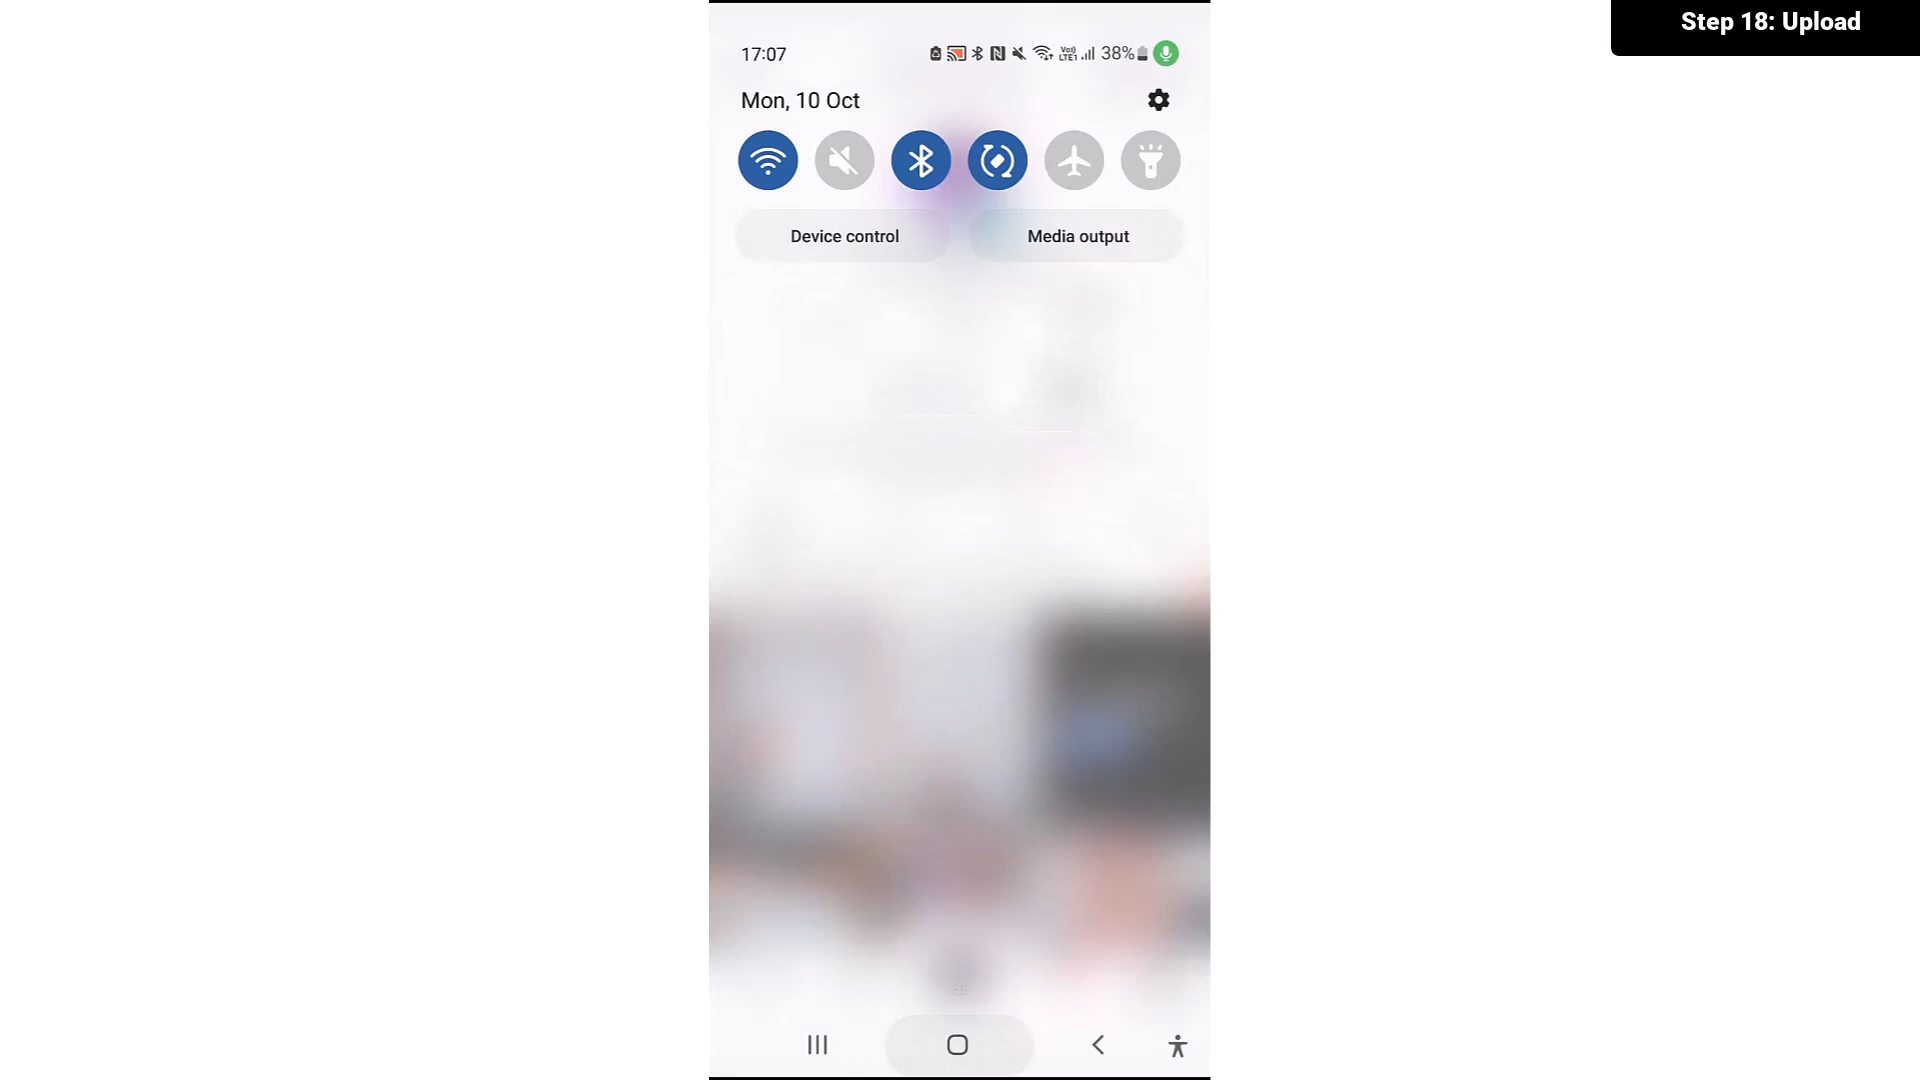 Step 18: Upload
17:07
38%
Mon, 10 Oct
Device control
Media output